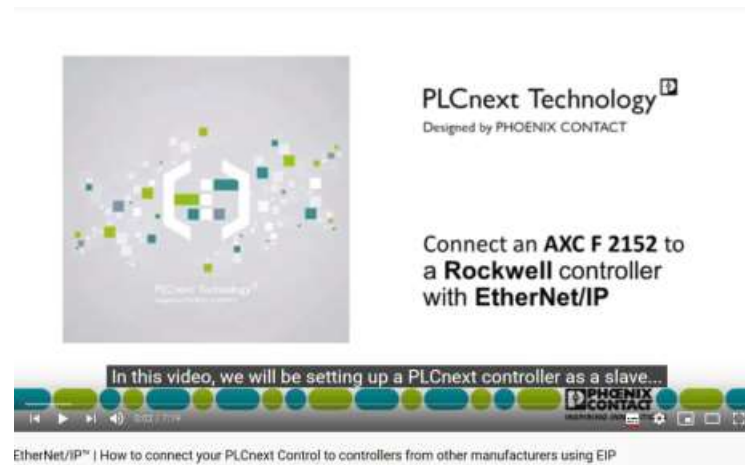 PLCnext Technology
Designed by PHOENIX CONTACT
PLCnext Technology
Connect an AXC F 2152 to
a Rockwell controller
with EtherNet/IP
In this video, we will be setting up a PLCnext controller as a slave...
PHOENIX
CONTACT
EtherNet/IP™ | How to connect your PLCnext Control to controllers from other manufacturers using EIP